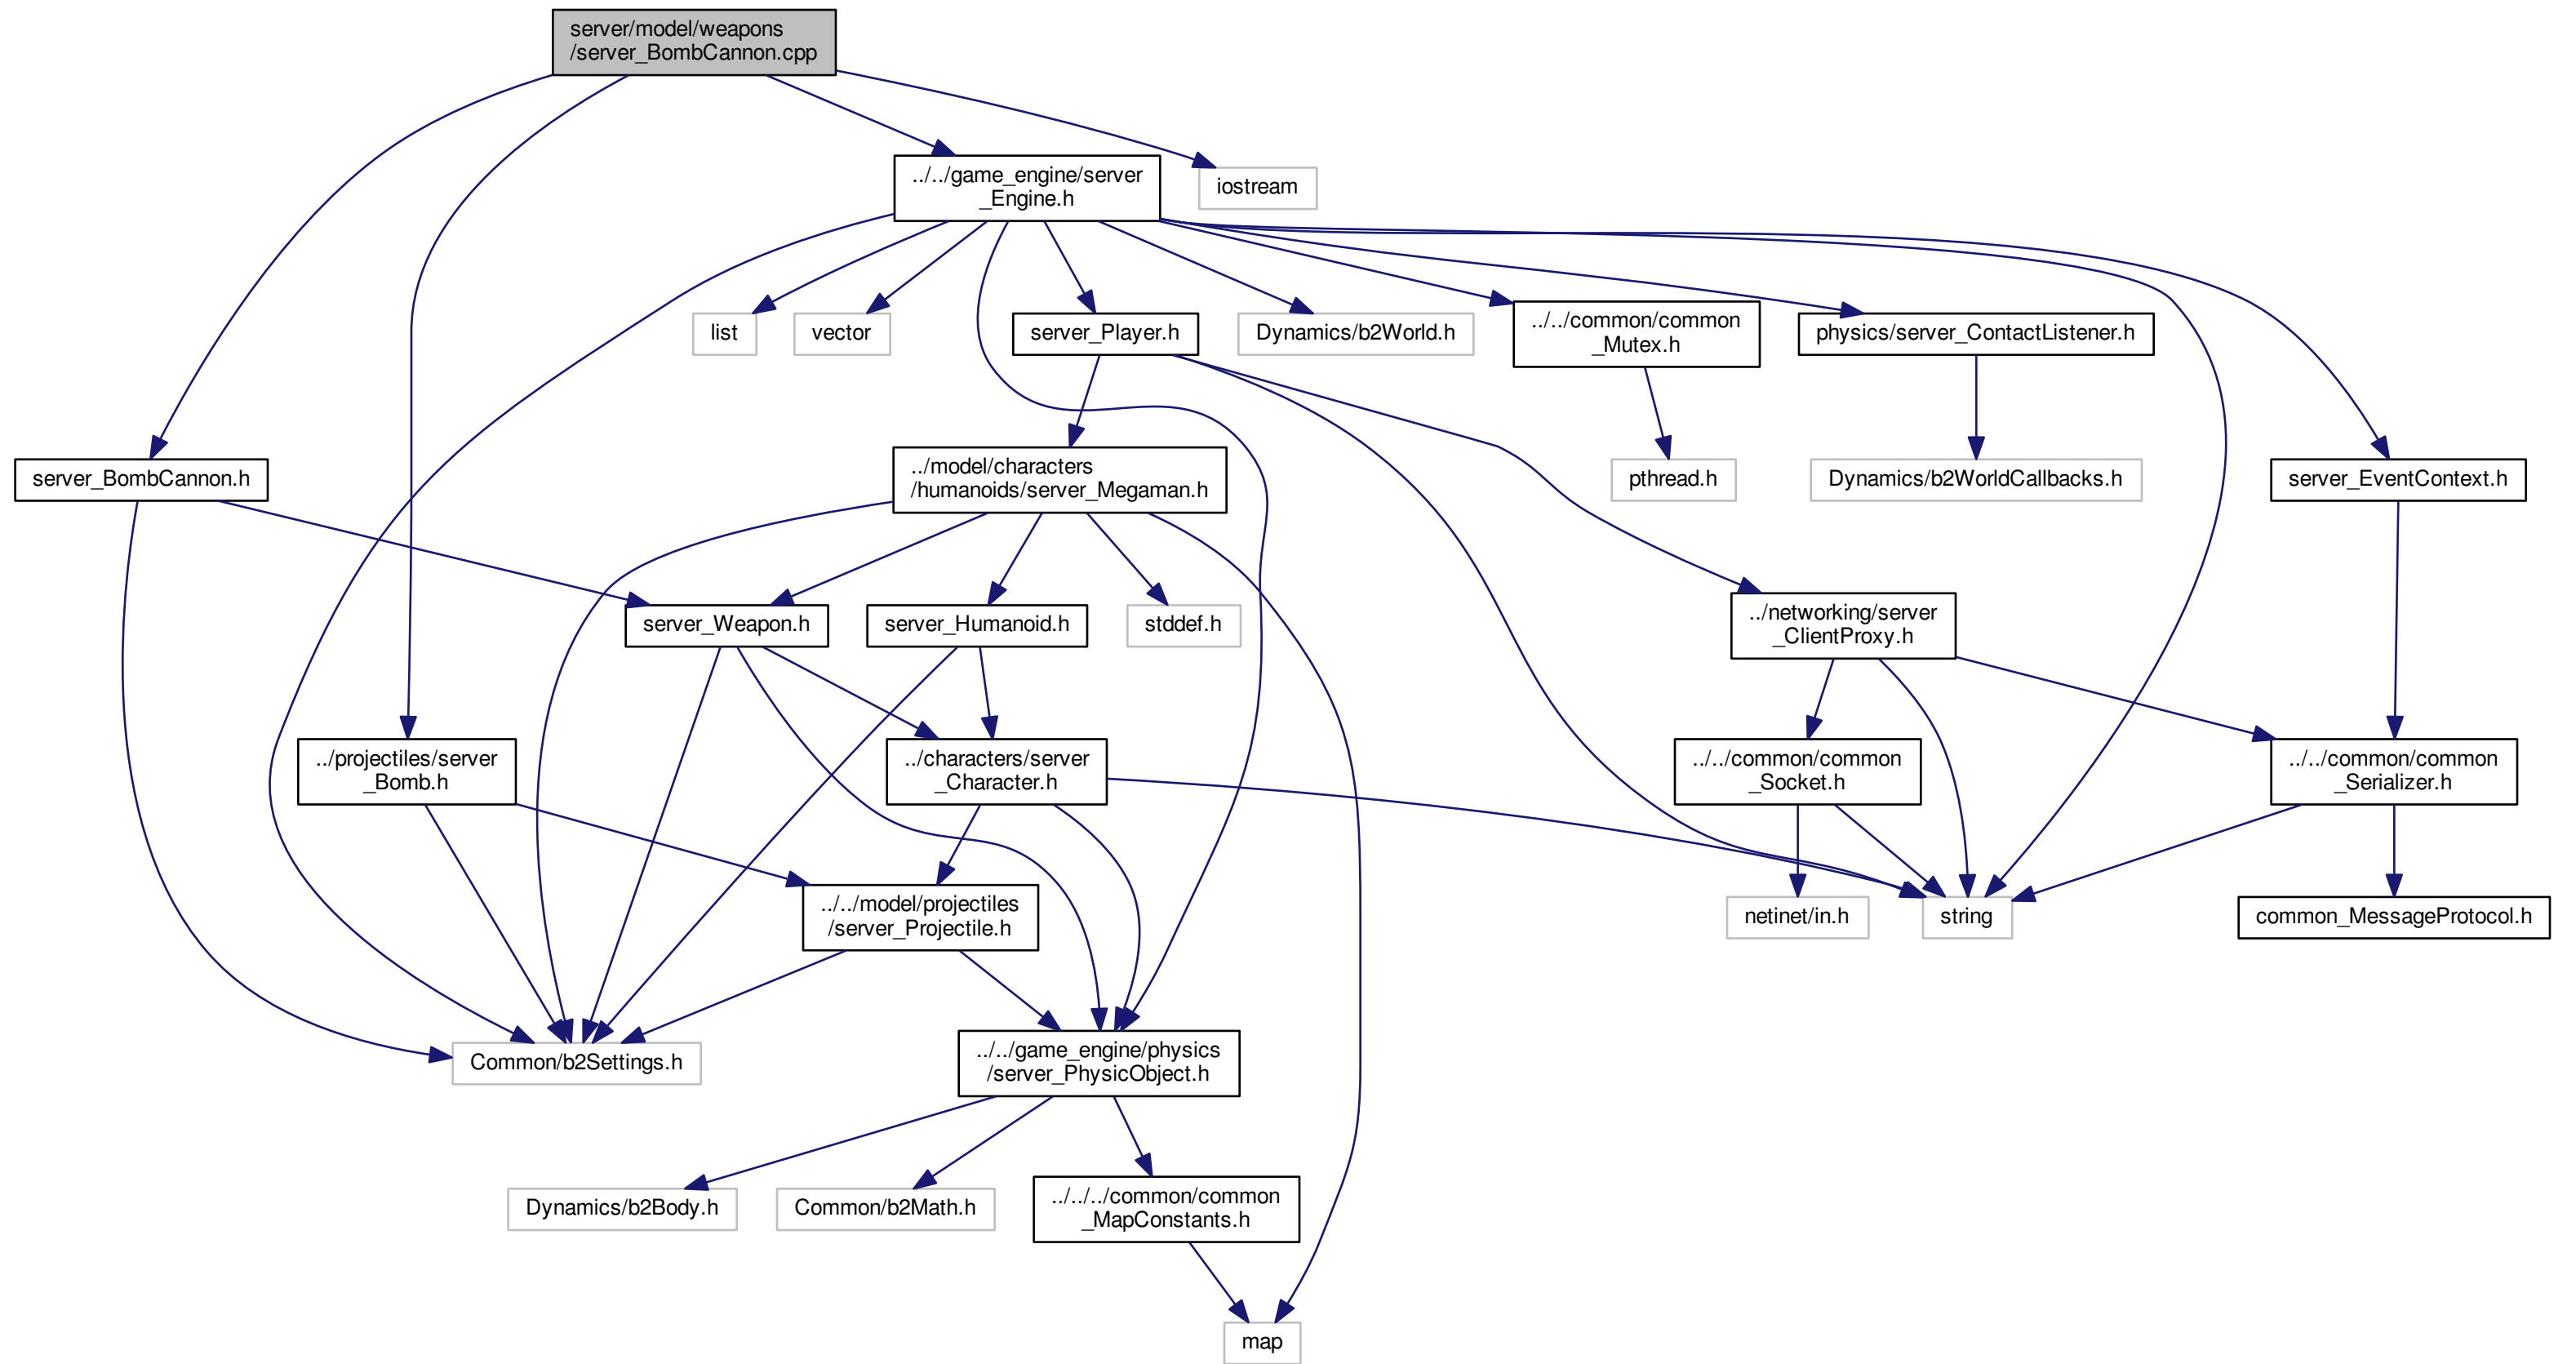 server/model/weapons
/server_BombCannon.cpp
../../game_engine/server
_Engine.h
iostream
list
vector
server_Player.h
Dynamics/b2World.h
../../common/common
_Mutex.h
physics/server_ContactListener.h
server_BombCannon.h
../model/characters
/humanoids/server_Megaman.h
pthread.h
Dynamics/b2WorldCallbacks.h
server_EventContext.h
server_Weapon.h
server_Humanoid.h
stddef.h
../networking/server
_ClientProxy.h
../projectiles/server
_Bomb.h
../characters/server
_Character.h
../../common/common
_Socket.h
../../common/common
_Serializer.h
../../model/projectiles
/server_Projectile.h
netinet/in.h
string
common_MessageProtocol.h
Common/b2Settings.h
../../game_engine/physics
/server_PhysicObject.h
Dynamics/b2Body.h
Common/b2Math.h
../../../common/common
_MapConstants.h
map